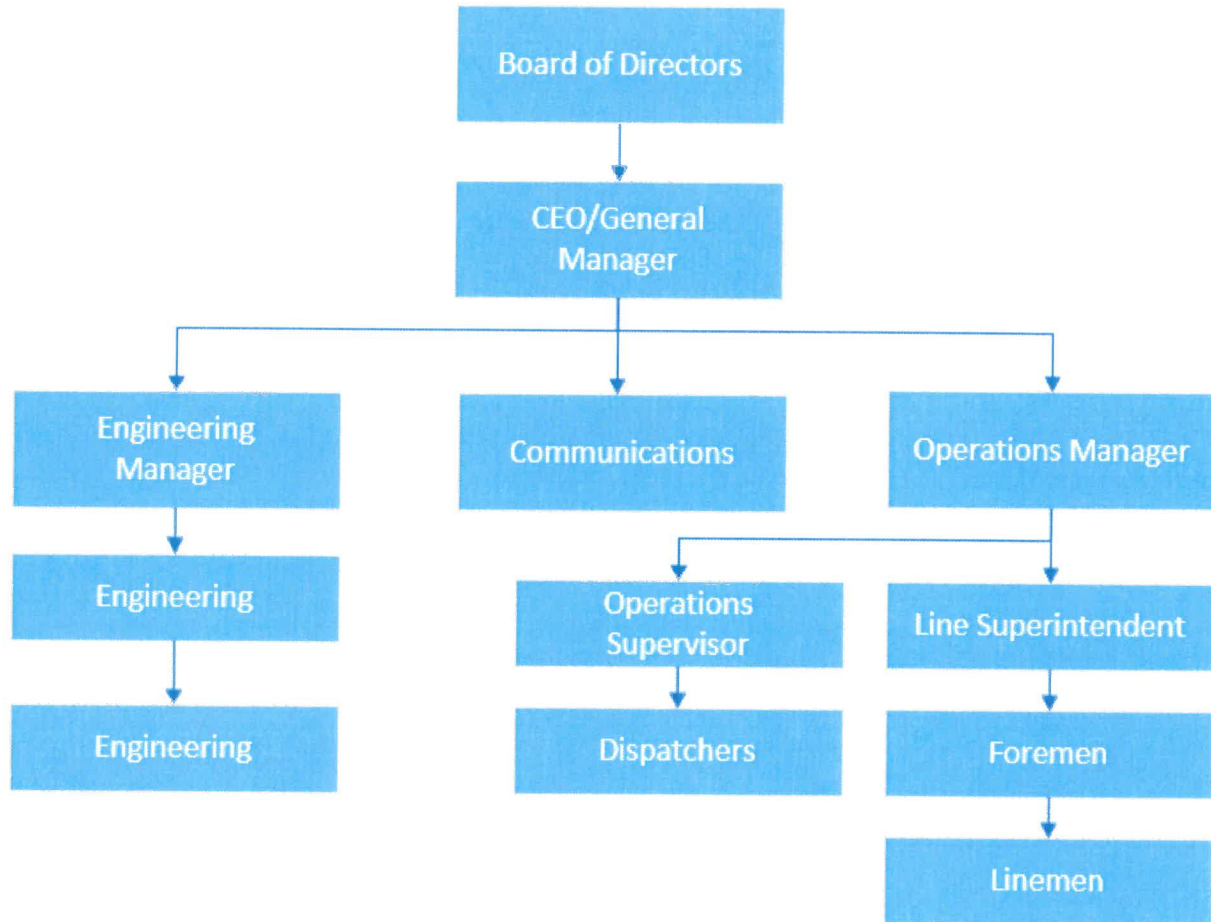 Board of Directors
CEO/General
Manager
Engineering
Manager
Communications
Operations Manager
Engineering
Operations
Supervisor
Line Superintendent
Engineering
Dispatchers
Foremen
Linemen